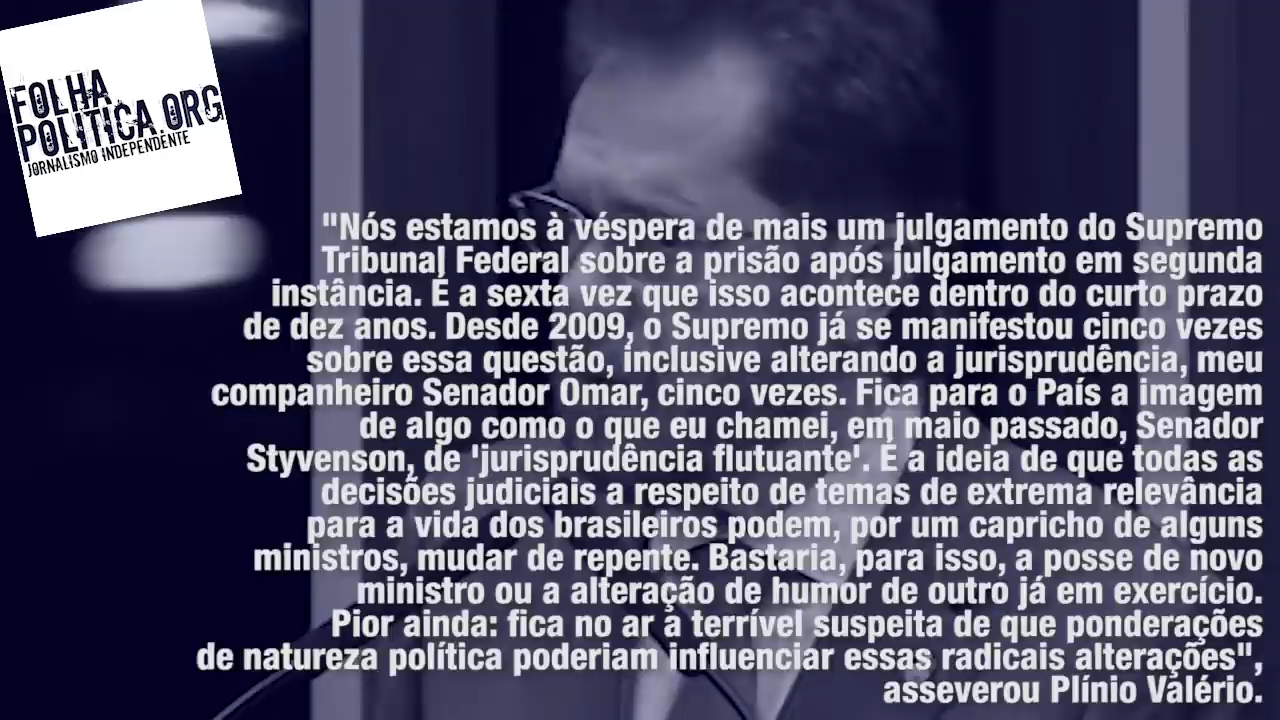 FOLHA
POLÍTICA.ORG
JORNALISMO INDEPENDENTE
"Nós estamos à véspera de mais um julgamento do Supremo
Tribunal Federal sobre a prisão após julgamento em segunda
instância. É a sexta vez que isso acontece dentro do curto prazo
de dez anos. Desde 2009, o Supremo já se manifestou cinco vezes
sobre essa questão, inclusive alterando a jurisprudência, meu
companheiro Senador Omar, cinco vezes. Fica para o País a imagem
de algo como o que eu chamei, em maio passado, Senador
Styvenson, de 'jurisprudência flutuante'. É a ideia de que todas as
decisões judiciais a respeito de temas de extrema relevância
para a vida dos brasileiros podem, por um capricho de alguns
ministros, mudar de repente. Bastaria, para isso, a posse de novo
ministro ou a alteração de humor de outro já em exercício.
Pior ainda: fica no ar a terrível suspeita de que ponderações
de natureza política poderiam influenciar essas radicais alterações",
asseverou Plínio Valério.